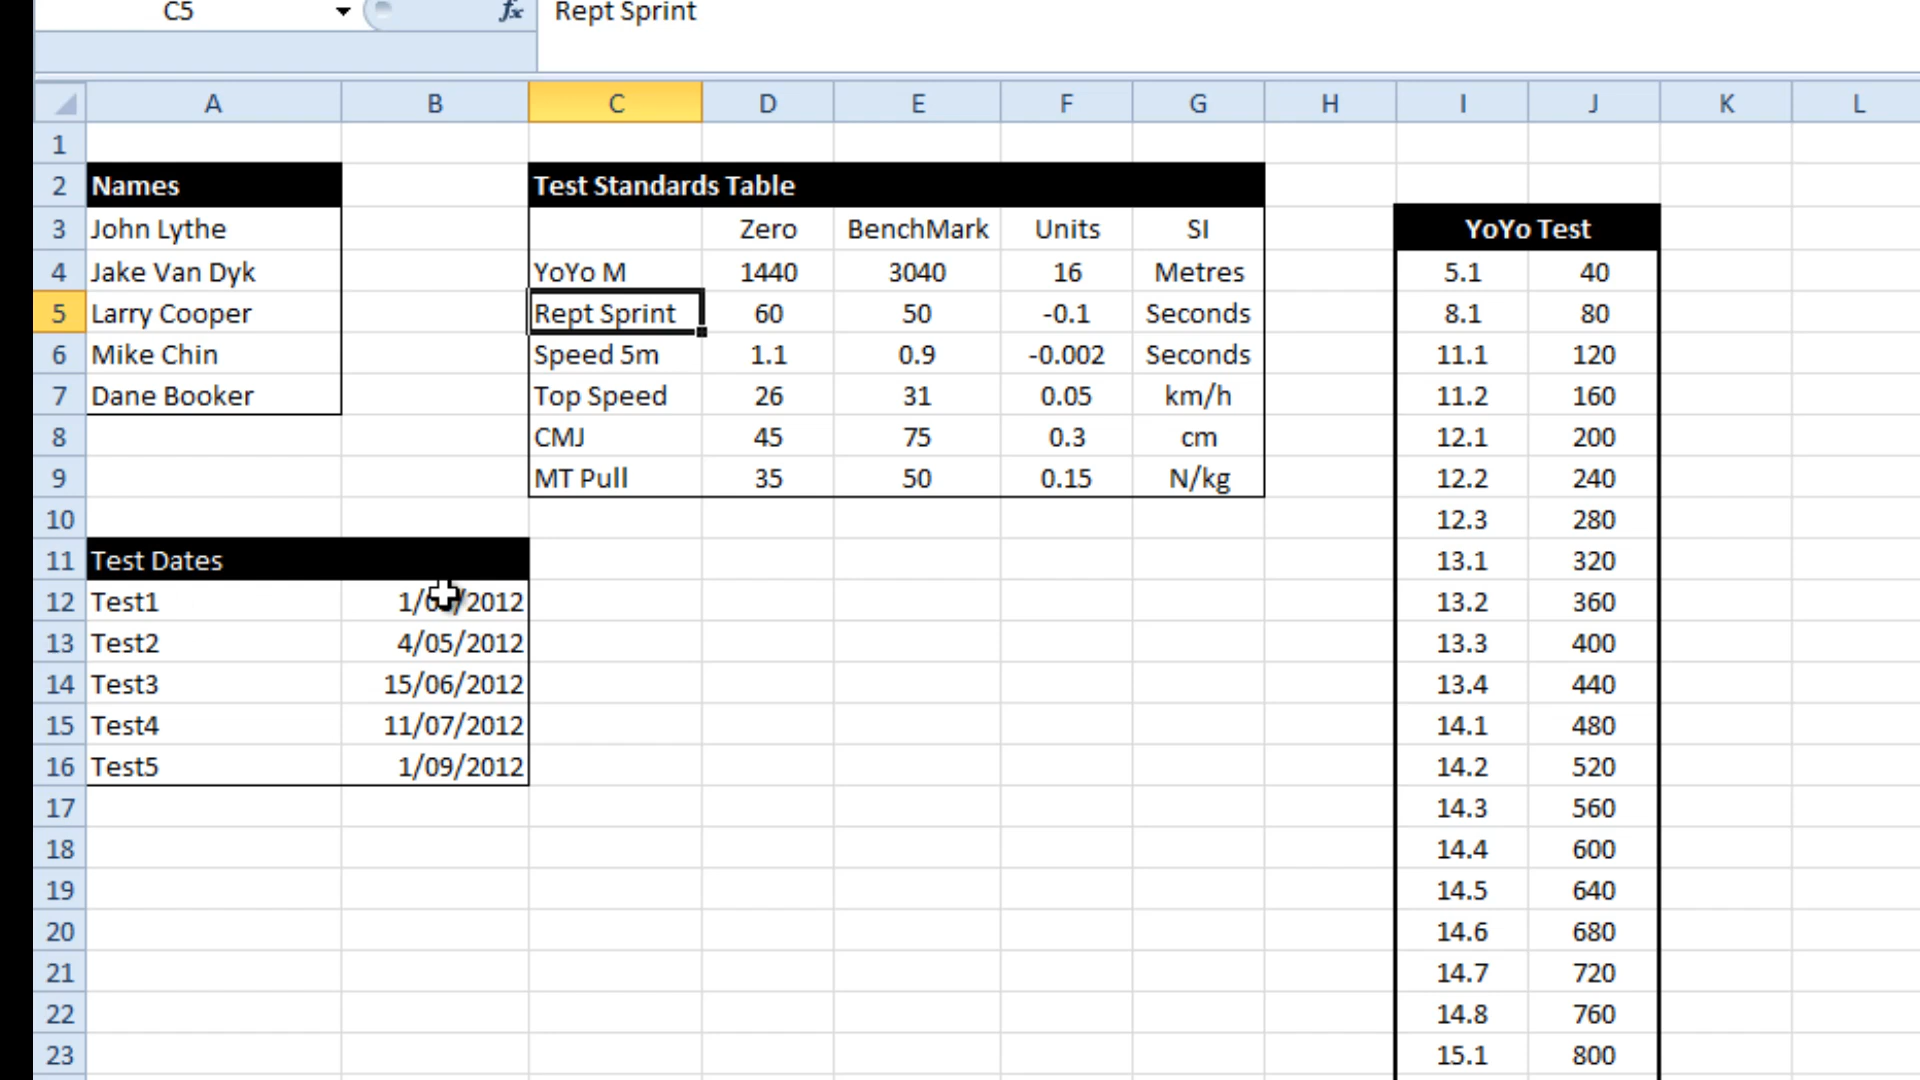 C5 fx Rept Sprint
A B C D E F G H I J K L
1
2 Names Test Standards Table
3 John Lythe Zero BenchMark Units SI YoYo Test
4 Jake Van Dyk YoYo M 1440 3040 16 Metres 5.1 40
5 Larry Cooper Rept Sprint 60 50 -0.1 Seconds 8.1 80
6 Mike Chin Speed 5m 1.1 0.9 -0.002 Seconds 11.1 120
7 Dane Booker Top Speed 26 31 0.05 km/h 11.2 160
8 CMJ 45 75 0.3 cm 12.1 200
9 MT Pull 35 50 0.15 N/kg 12.2 240
10 12.3 280
11 Test Dates 13.1 320
12 Test1 13.2 360
13 Test2 4/05/2012 13.3 400
14 Test3 15/06/2012 13.4 440
15 Test4 11/07/2012 14.1 480
16 Test5 1/09/2012 14.2 520
17 14.3 560
18 14.4 600
19 14.5 640
20 14.6 680
21 14.7 720
22 14.8 760
23 15.1 800